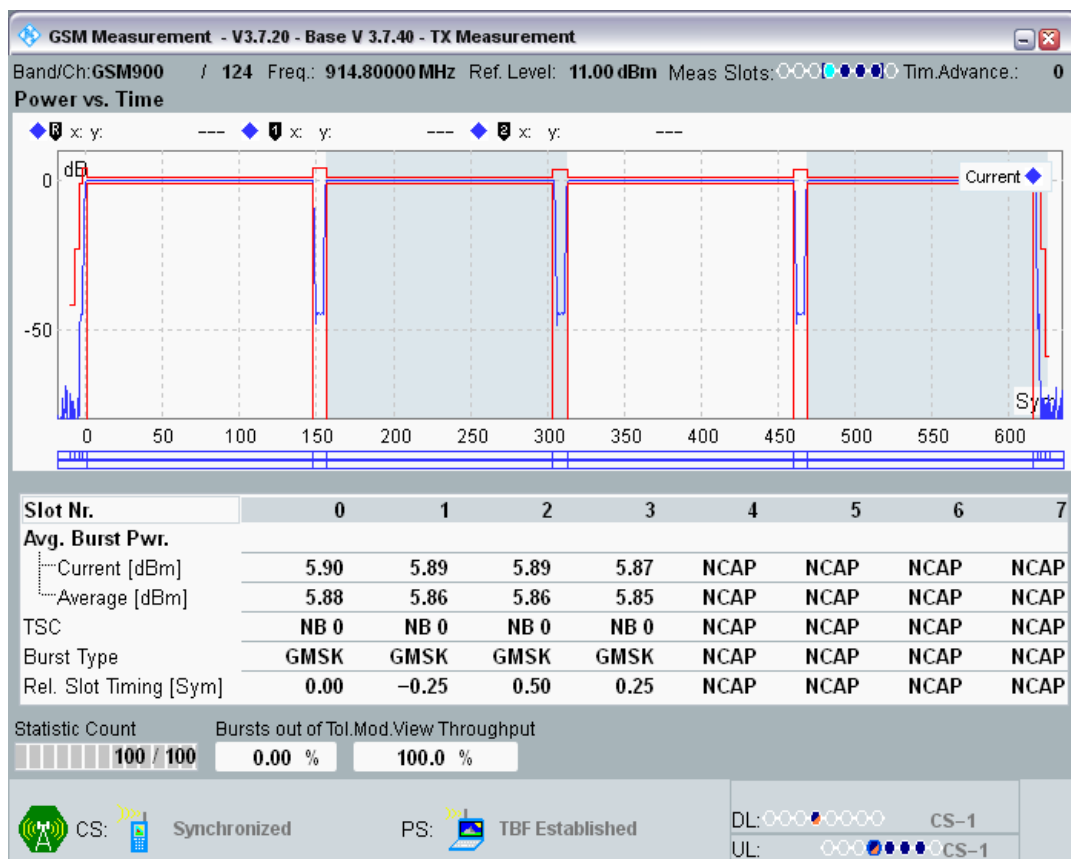 GSM Measurement - V3.7.20 - Base V 3.7.40 - TX Measurement
Band/Ch:GSM900 / 124 Freq.: 914.80000 MHz Ref. Level: 11.00 dBm Meas Slots: Tim.Advance.: 0
Power vs. Time
R x: y: --- 1 x: y: --- 2 x: y: ---
dB
0
Current
-50
Sym
0 50 100 150 200 250 300 350 400 450 500 550 600
Slot Nr. 0 1 2 3 4 5 6 7
Avg. Burst Pwr.
Current [dBm] 5.90 5.89 5.89 5.87 NCAP NCAP NCAP NCAP
Average [dBm] 5.88 5.86 5.86 5.85 NCAP NCAP NCAP NCAP
TSC NB 0 NB 0 NB 0 NB 0 NCAP NCAP NCAP NCAP
Burst Type GMSK GMSK GMSK GMSK NCAP NCAP NCAP NCAP
Rel. Slot Timing [Sym] 0.00 −0.25 0.50 0.25 NCAP NCAP NCAP NCAP
Statistic Count Bursts out of Tol.Mod.View Throughput
100 / 100 0.00 % 100.0 %
CS: Synchronized PS: TBF Established
DL: CS−1
UL: CS−1